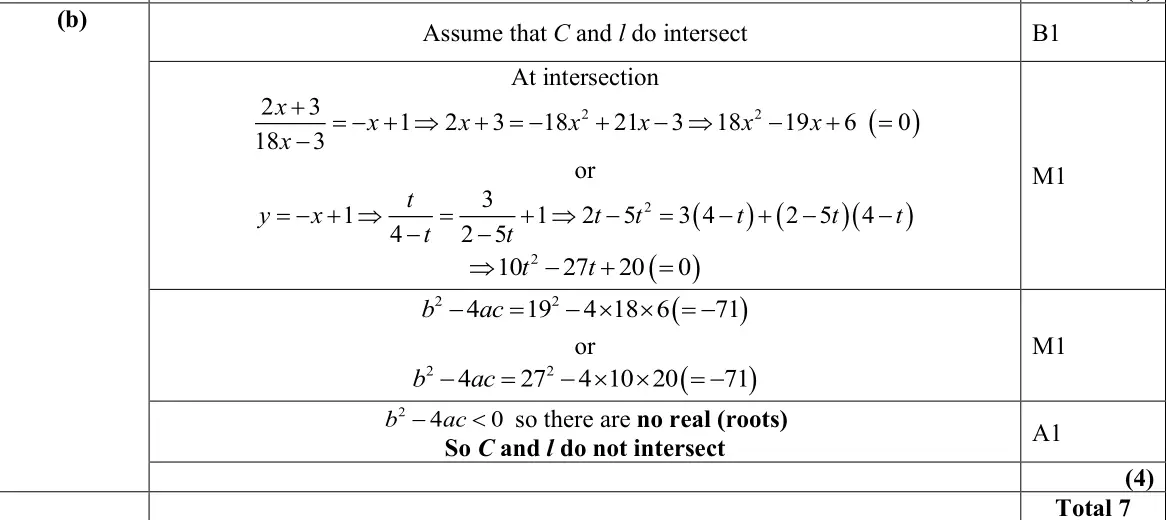 (b)
Assume that C and l do intersect B1
At intersection
(2x + 3)/(18x − 3) = −x + 1 ⇒ 2x + 3 = −18x² + 21x − 3 ⇒ 18x² − 19x + 6 (= 0)
or
M1
y = −x + 1 ⇒ t/(4 − t) = 3/(2 − 5t) + 1 ⇒ 2t − 5t² = 3(4 − t) + (2 − 5t)(4 − t)
⇒ 10t² − 27t + 20 (= 0)
b² − 4ac = 19² − 4 × 18 × 6 (= −71)
or M1
b² − 4ac = 27² − 4 × 10 × 20 (= −71)
b² − 4ac < 0 so there are no real (roots)
So C and l do not intersect A1
(4)
Total 7